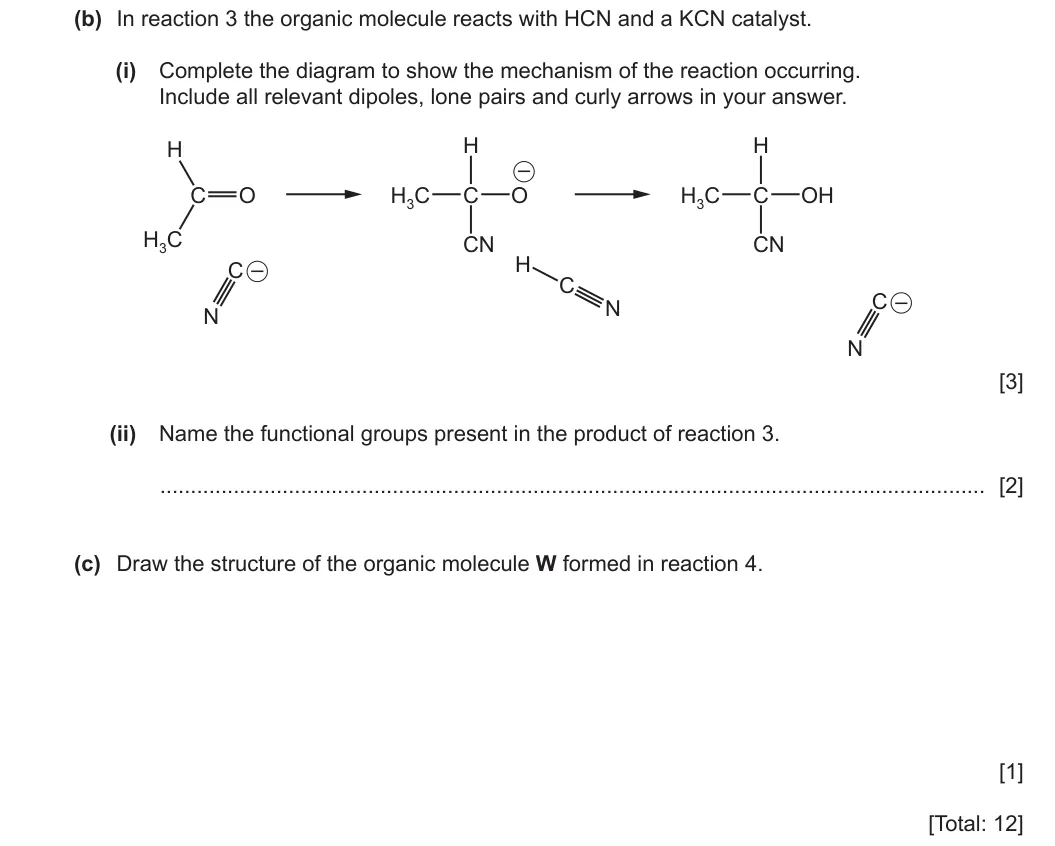 (b) In reaction 3 the organic molecule reacts with HCN and a KCN catalyst.
(i) Complete the diagram to show the mechanism of the reaction occurring.
Include all relevant dipoles, lone pairs and curly arrows in your answer.
H H H
C O H₃C C O H₃C C OH
H₃C CN CN
C H
C
N N C
N
[3]
(ii) Name the functional groups present in the product of reaction 3.
[2]
(c) Draw the structure of the organic molecule W formed in reaction 4.
[1]
[Total: 12]